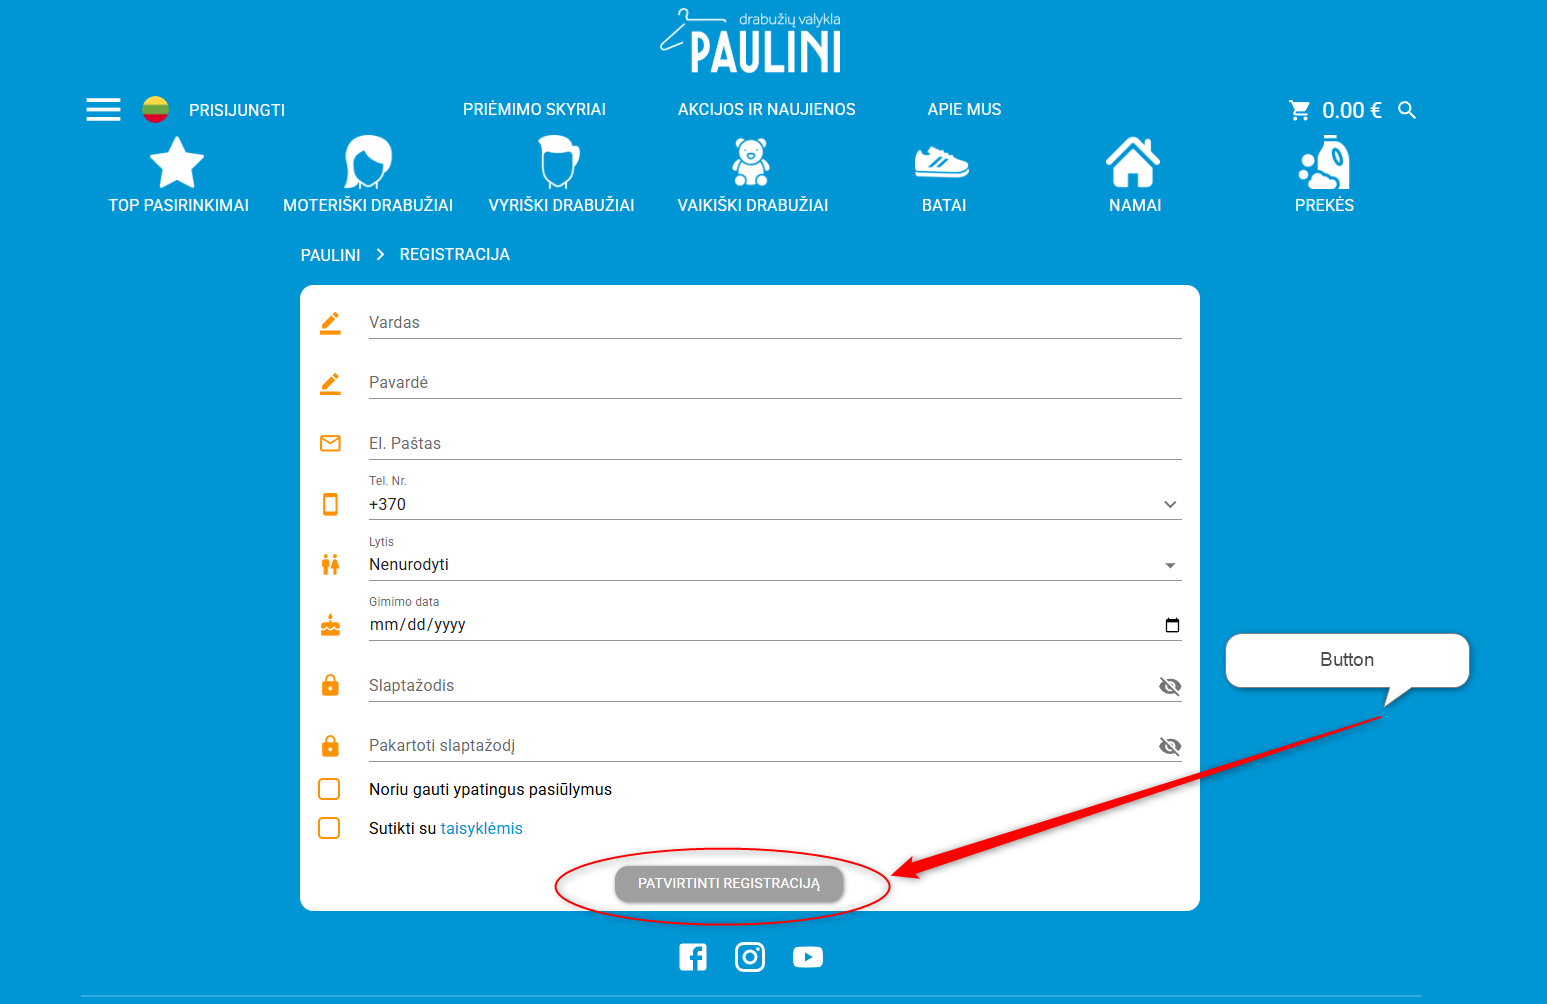 drabužių valykla
PAULINI
PRISIJUNGTI
PRIĖMIMO SKYRIAI
AKCIJOS IR NAUJIENOS
APIE MUS
0.00 €
TOP PASIRINKIMAI
MOTERIŠKI DRABUŽIAI
VYRIŠKI DRABUŽIAI
VAIKIŠKI DRABUŽIAI
BATAI
NAMAI
PREKĖS
PAULINI
REGISTRACIJA
Vardas
Pavardė
El. Paštas
Tel. Nr.
+370
Lytis
Nenurodyti
Gimimo data
mm/dd/yyyy
Button
Slaptažodis
Pakartoti slaptažodį
Noriu gauti ypatingus pasiūlymus
Sutikti su taisyklėmis
PATVIRTINTI REGISTRACIJĄ